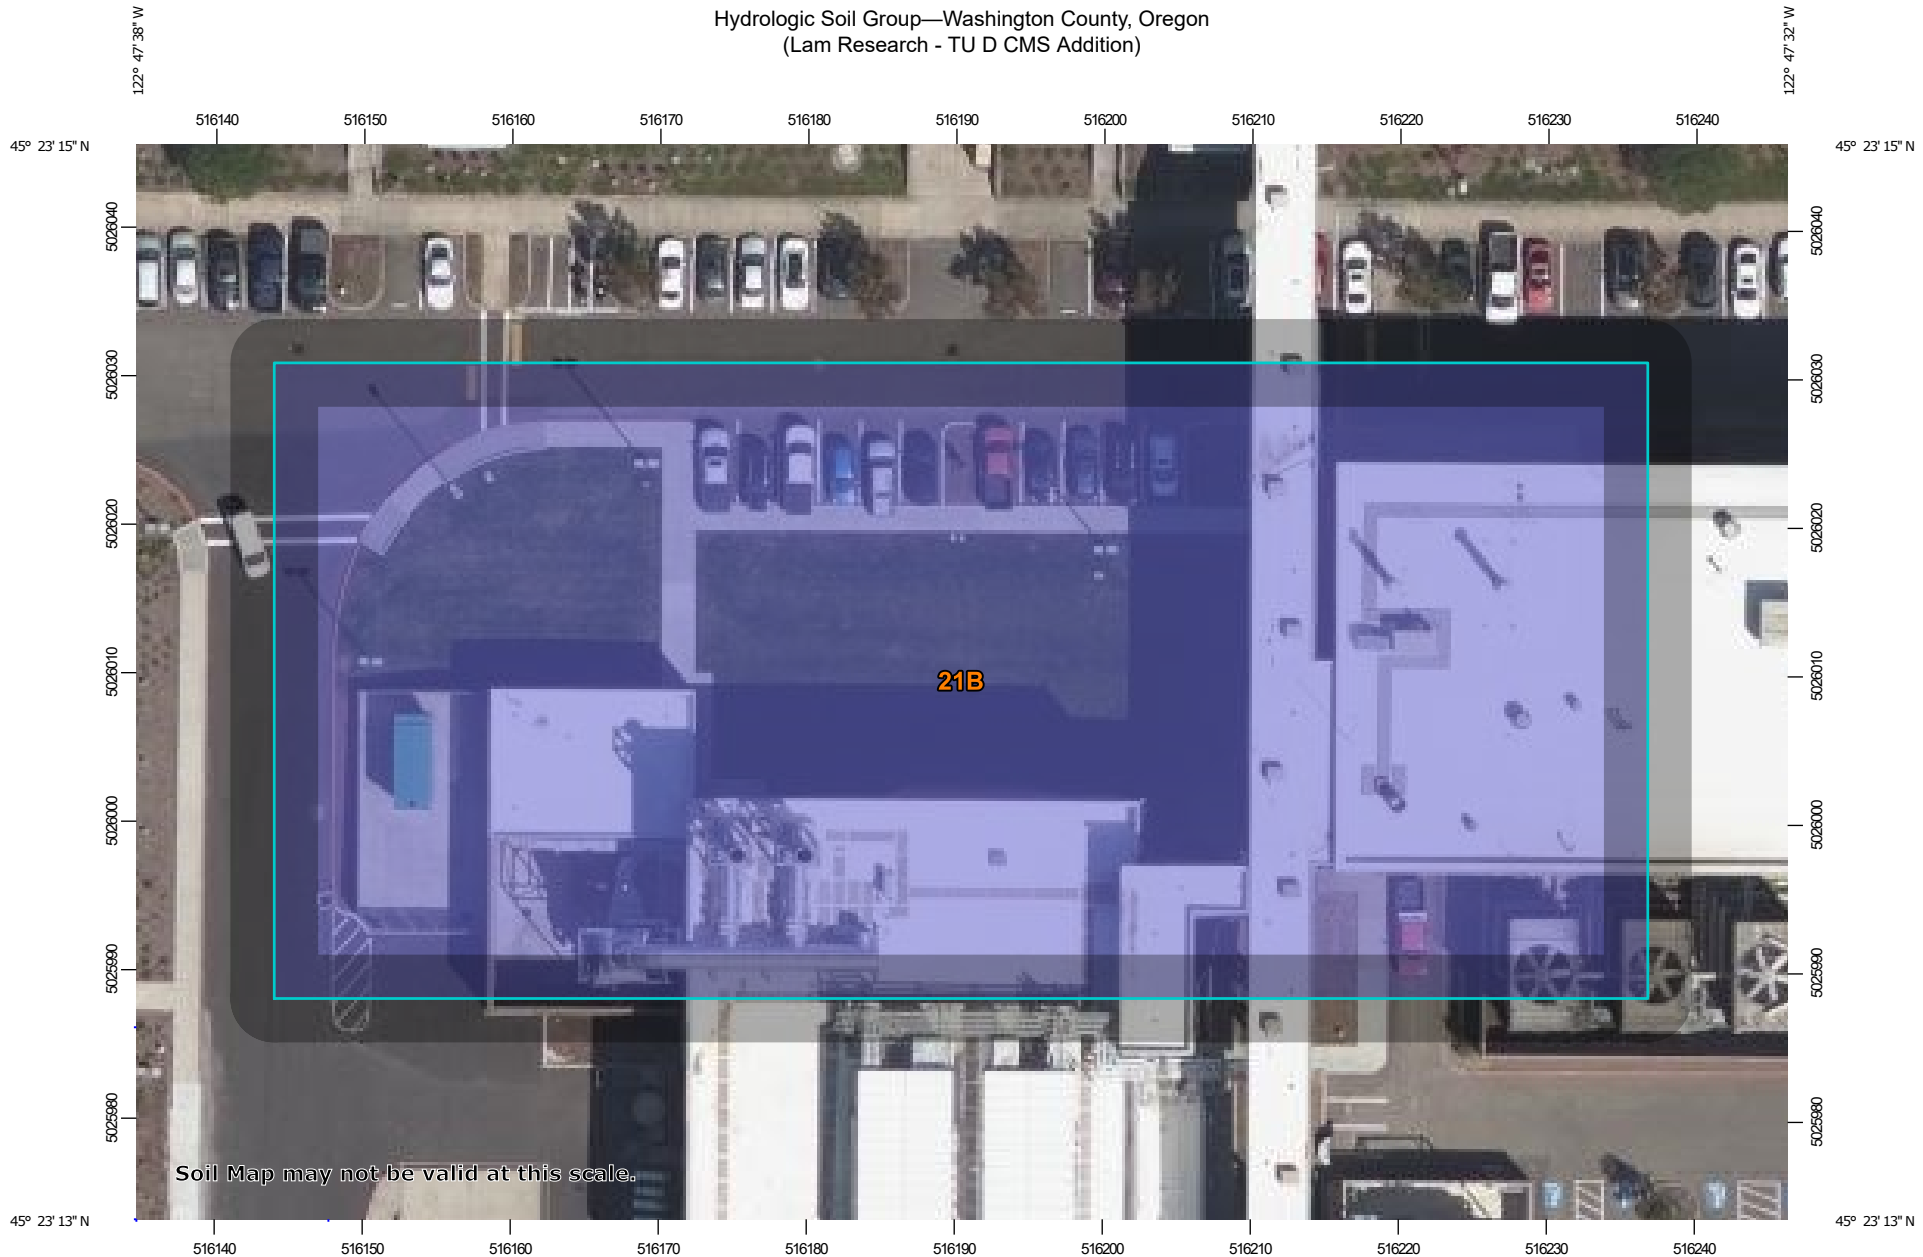 Hydrologic Soil Group—Washington County, Oregon
(Lam Research - TU D CMS Addition)
122° 47' 38" W
122° 47' 32" W
516140 516150 516160 516170 516180 516190 516200 516210 516220 516230 516240
45° 23' 15" N
45° 23' 15" N
5026040
5026040
5026030
5026030
5026020
5026020
5026010
5026010
21B
5026000
5026000
5025990
5025990
5025980
5025980
Soil Map may not be valid at this scale.
45° 23' 13" N
45° 23' 13" N
516140 516150 516160 516170 516180 516190 516200 516210 516220 516230 516240